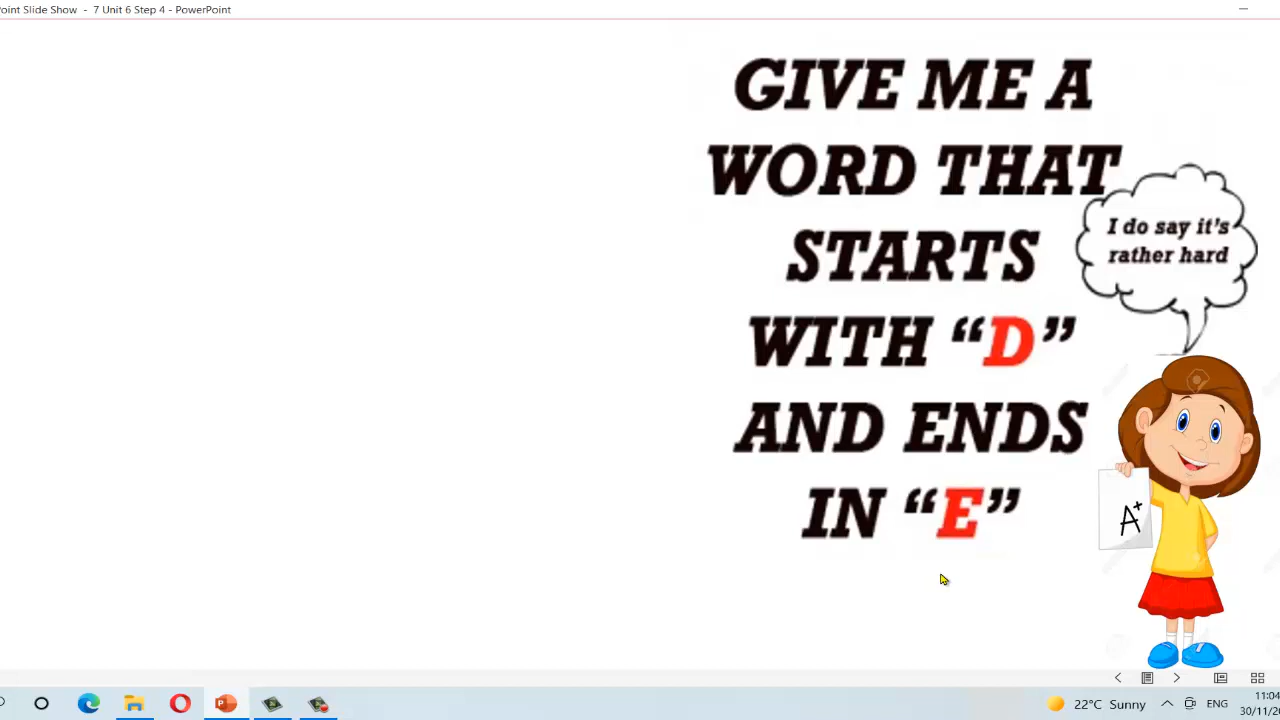 oint Slide Show - 7 Unit 6 Step 4 - PowerPoint
GIVE ME A
WORD THAT
STARTS
WITH “D”
AND ENDS
IN “E”
I do say it's
rather hard
A+
22°C Sunny
ENG
11:04
30/11/20